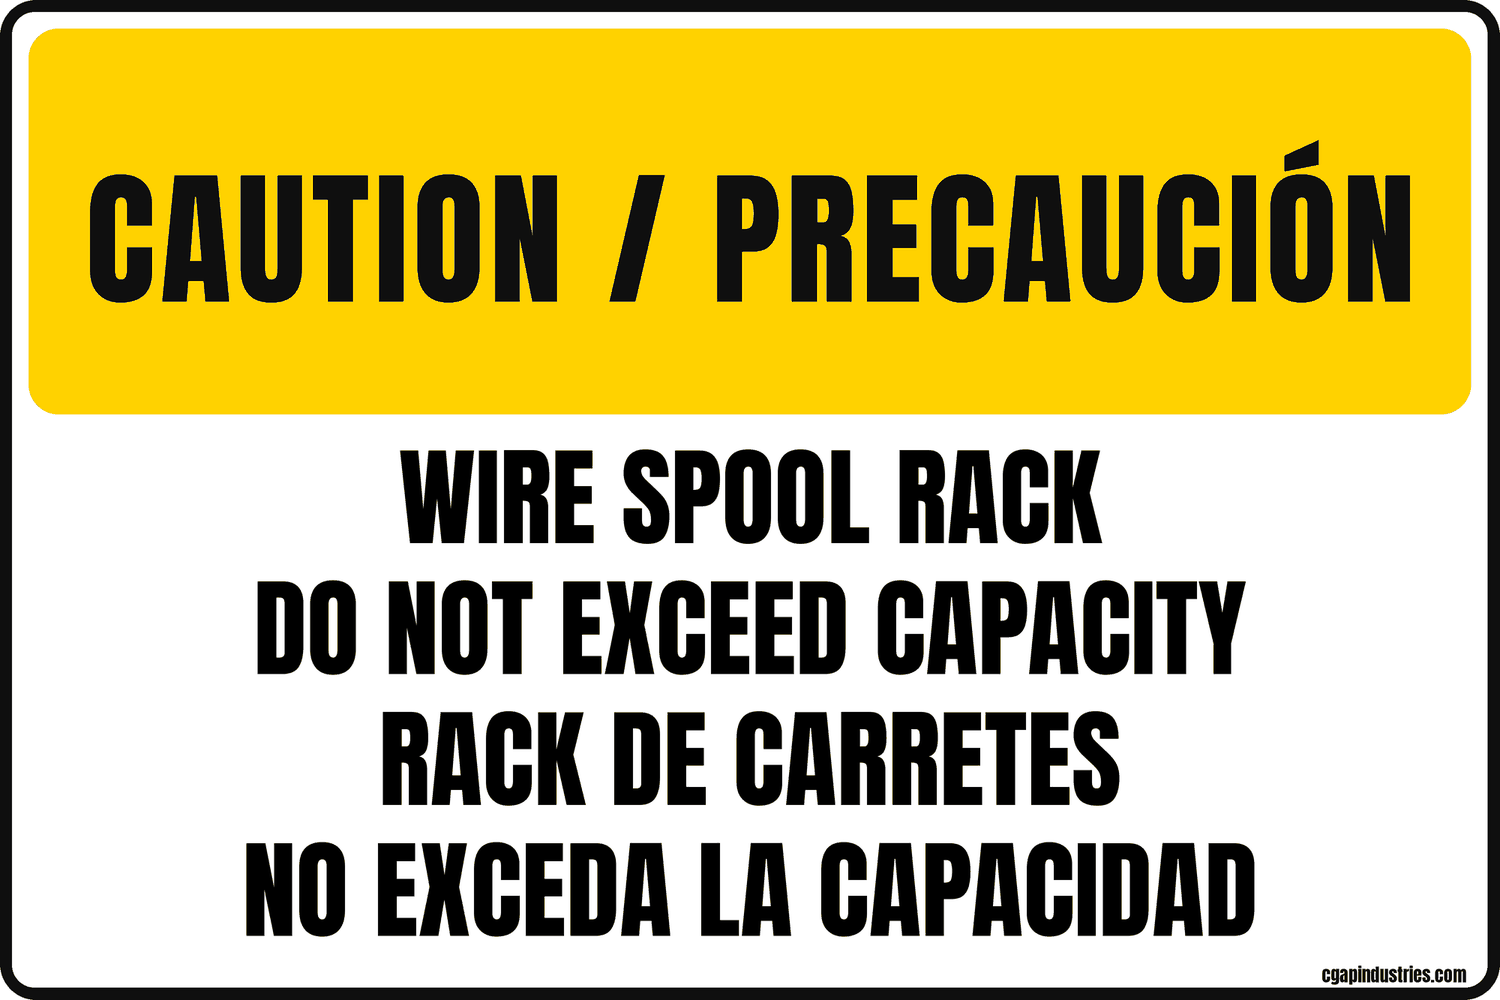 CAUTION / PRECAUCIÓN
WIRE SPOOL RACK
DO NOT EXCEED CAPACITY
RACK DE CARRETES
NO EXCEDA LA CAPACIDAD
cgapindustries.com